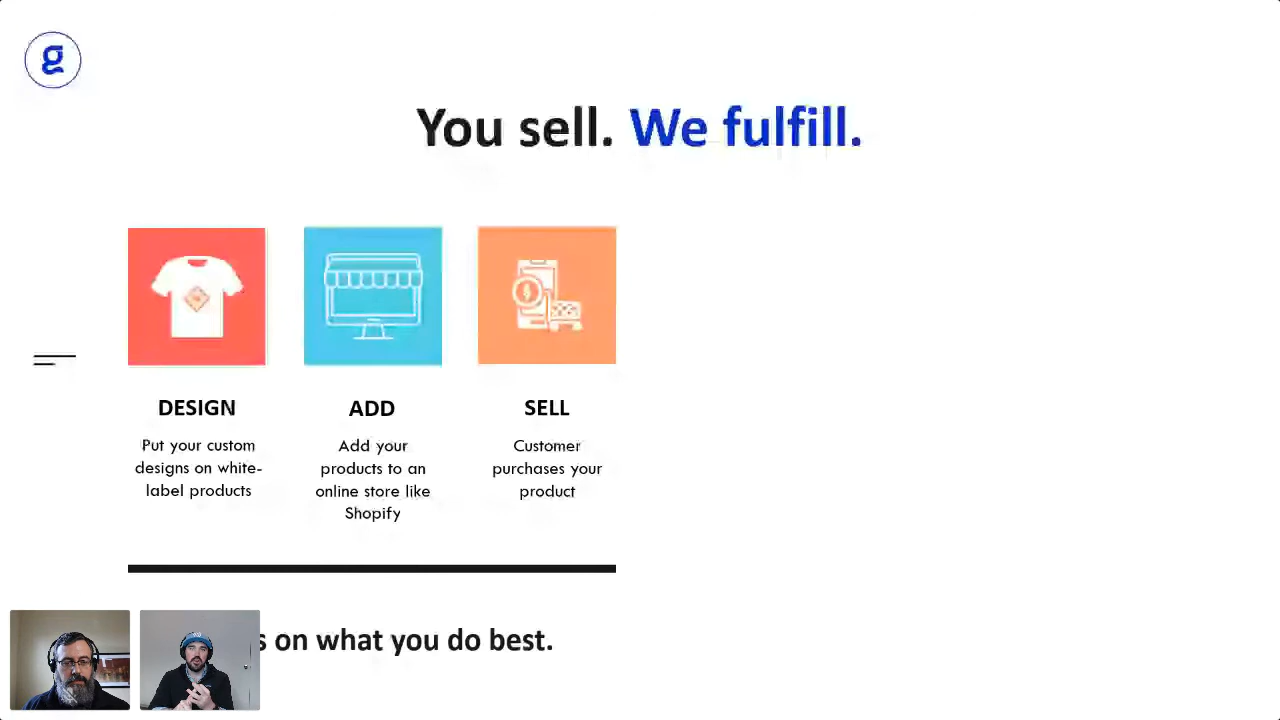 g
You sell. We fulfill.
DESIGN
Put your custom
designs on white-
label products
ADD
Add your
products to an
online store like
Shopify
SELL
Customer
purchases your
product
s on what you do best.